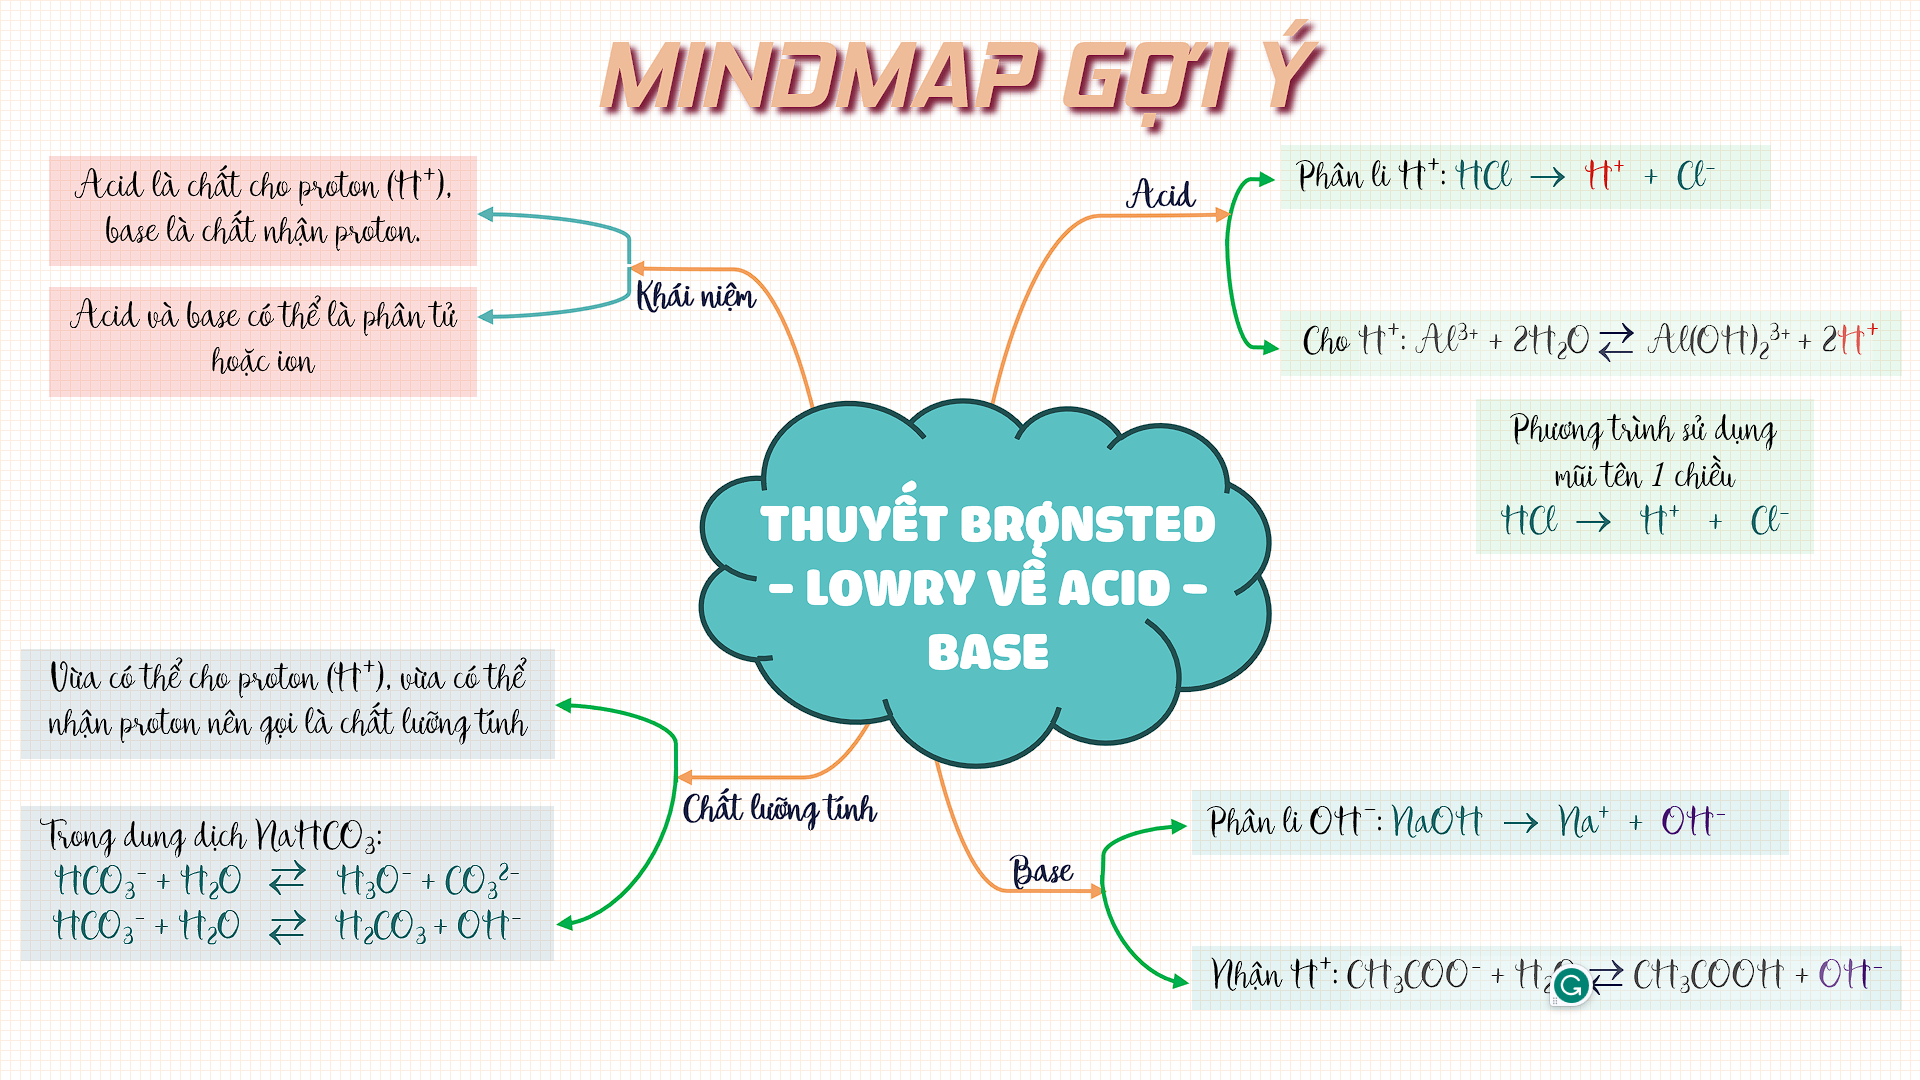 MINDMAP GỢI Ý
Acid là chất cho proton (H⁺),
base là chất nhận proton.
Acid và base có thể là phân tử
hoặc ion
Khái niệm
Acid
Phân li H⁺: HCl → H⁺ + Cl⁻
Cho H⁺: Al³⁺ + 2H₂O ⇄ Al(OH)₂³⁺ + 2H⁺
Phương trình sử dụng
mũi tên 1 chiều
HCl → H⁺ + Cl⁻
THUYẾT BRØNSTED
– LOWRY VỀ ACID –
BASE
Vừa có thể cho proton (H⁺), vừa có thể
nhận proton nên gọi là chất lưỡng tính
Chất lưỡng tính
Trong dung dịch NaHCO₃:
HCO₃⁻ + H₂O ⇄ H₃O⁻ + CO₃²⁻
HCO₃⁻ + H₂O ⇄ H₂CO₃ + OH⁻
Base
Phân li OH⁻: NaOH → Na⁺ + OH⁻
Nhận H⁺: CH₃COO⁻ + H₂O ⇄ CH₃COOH + OH⁻